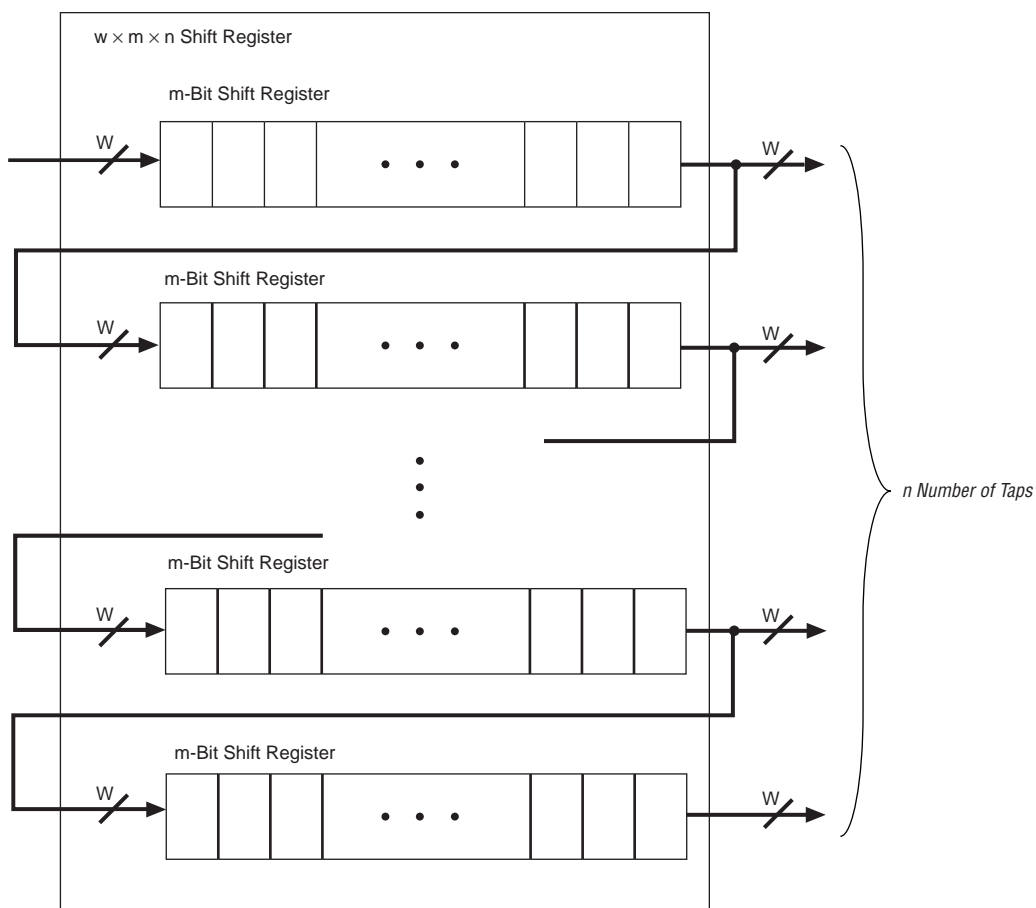 w × m × n Shift Register
m-Bit Shift Register
W
W
m-Bit Shift Register
W
W
n Number of Taps
m-Bit Shift Register
W
W
m-Bit Shift Register
W
W